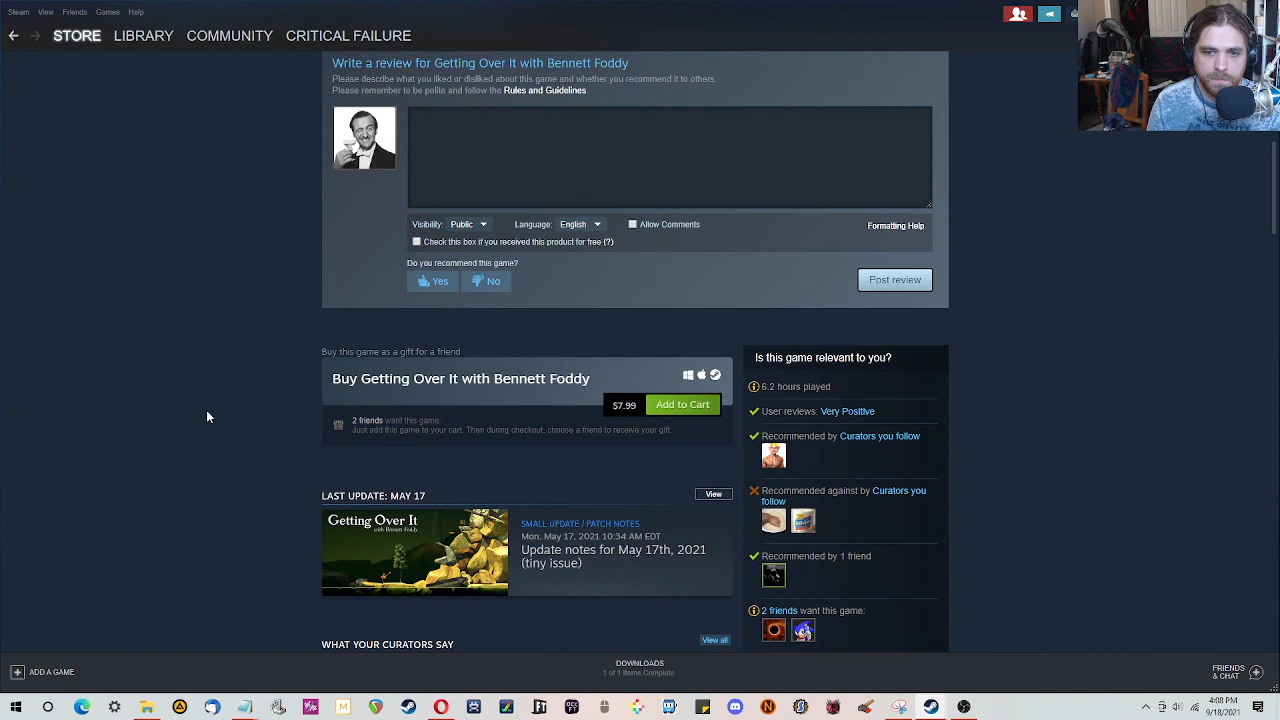 Steam View Friends Games Help
STORE LIBRARY COMMUNITY CRITICAL FAILURE
Write a review for Getting Over It with Bennett Foddy
Please describe what you liked or disliked about this game and whether you recommend it to others.
Please remember to be polite and follow the Rules and Guidelines
Visibility: Public Language: English Allow Comments Formatting Help
Check this box if you received this product for free (?)
Do you recommend this game?
Yes No Post review
Buy this game as a gift for a friend
Buy Getting Over It with Bennett Foddy
$7.99 Add to Cart
2 friends want this game.
Just add this game to your cart. Then during checkout, choose a friend to receive your gift.
LAST UPDATE: MAY 17 View
Getting Over It
with Bennett Foddy
SMALL UPDATE / PATCH NOTES
Mon, May 17, 2021 10:34 AM EDT
Update notes for May 17th, 2021
(tiny issue)
WHAT YOUR CURATORS SAY View all
Is this game relevant to you?
6.2 hours played
User reviews: Very Positive
Recommended by Curators you follow
Recommended against by Curators you
follow
Recommended by 1 friend
2 friends want this game:
ADD A GAME
DOWNLOADS
1 of 1 Items Complete
FRIENDS
& CHAT
4:08 PM
9/18/2021